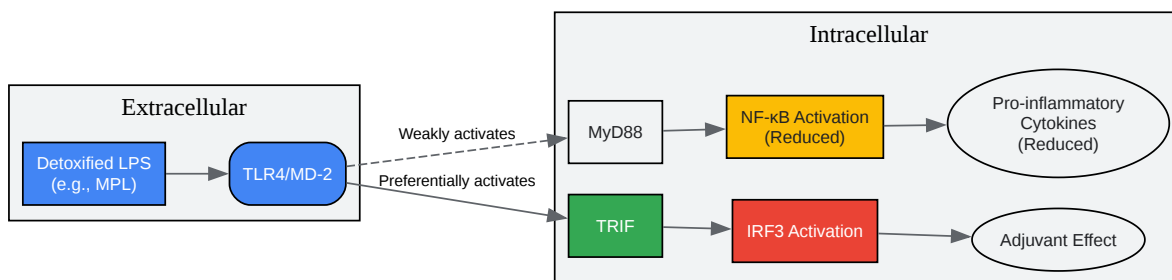 Extracellular
Detoxified LPS
(e.g., MPL)
TLR4/MD-2
Weakly activates
Preferentially activates
Intracellular
MyD88
NF-κB Activation
(Reduced)
Pro-inflammatory
Cytokines
(Reduced)
TRIF
IRF3 Activation
Adjuvant Effect